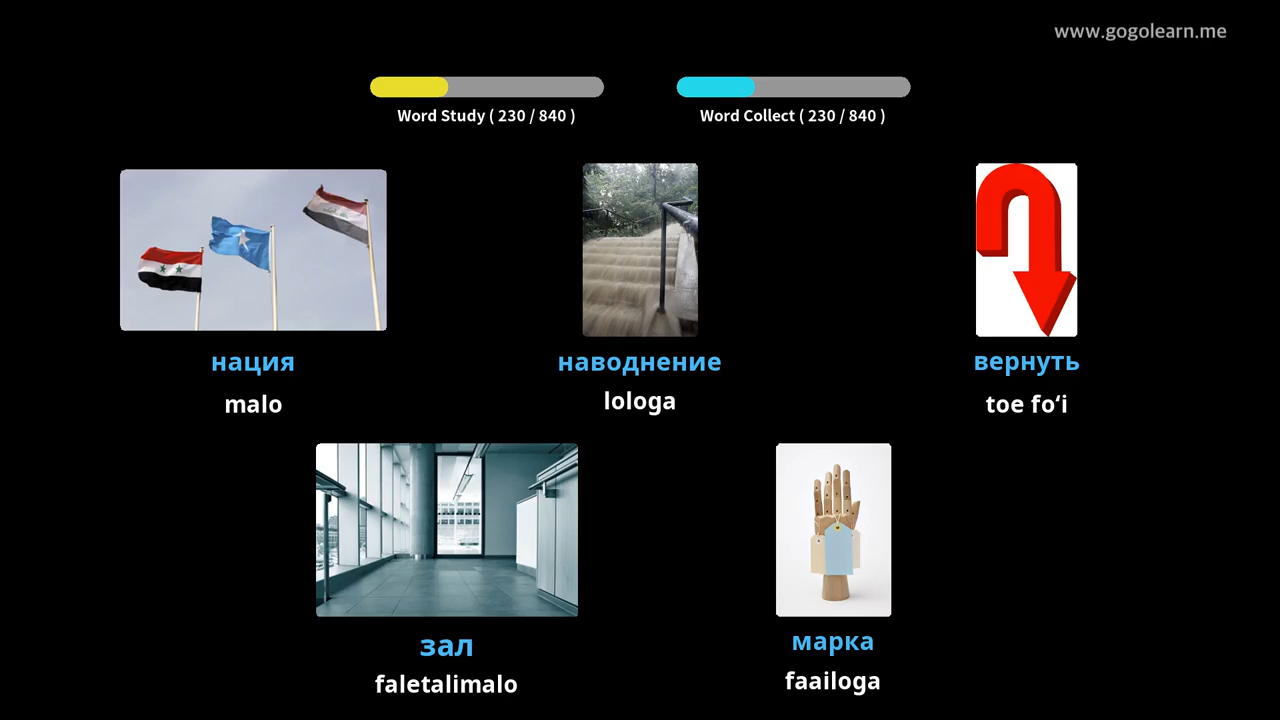 www.gogolearn.me
Word Study ( 230 / 840 )
Word Collect ( 230 / 840 )
нация
malo
наводнение
lologa
вернуть
toe foʻi
зал
faletalimalo
марка
faailoga